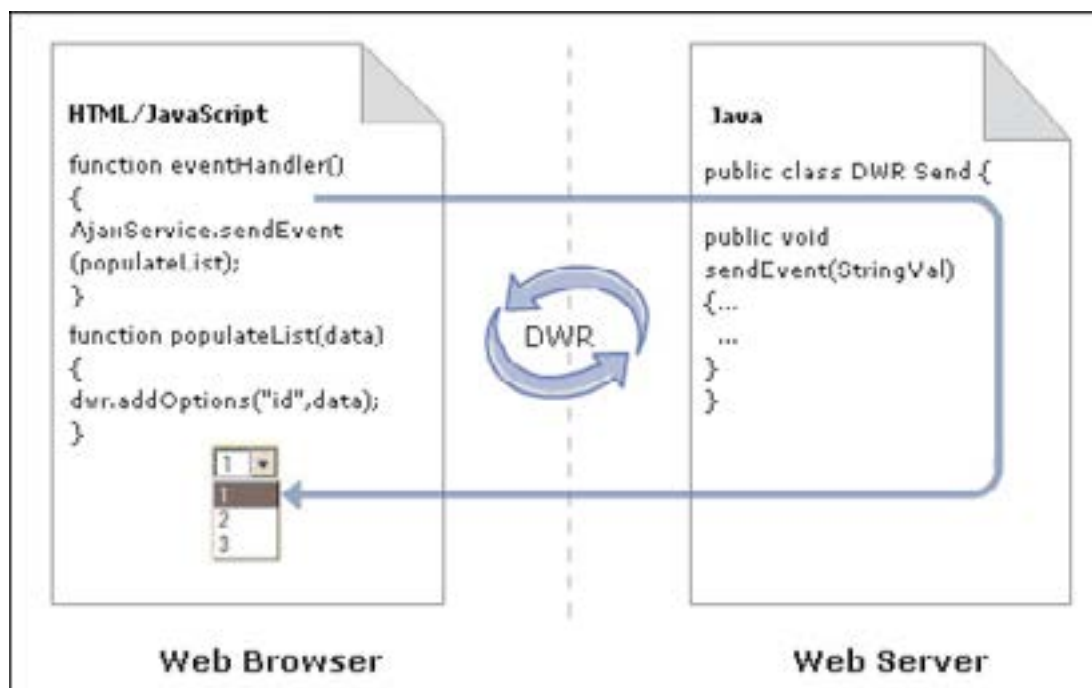 HTML/JavaScript
function eventHandler()
{
AjaxService.sendEvent
(populateList);
}
function populateList(data)
{
dwr.addOptions("id",data);
}
1
1
2
3
Web Browser
DWR
Java
public class DWR Send {
public void
sendEvent(StringVal)
{...
...
}
}
Web Server